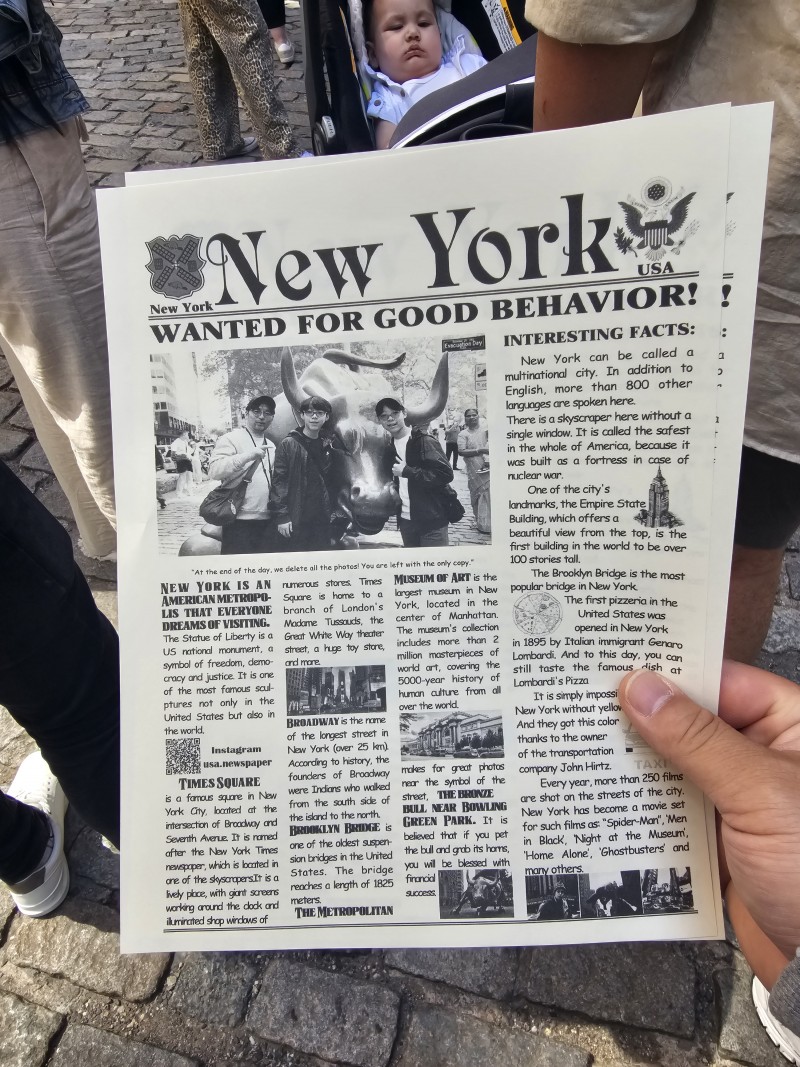 New York
New York
USA
WANTED FOR GOOD BEHAVIOR!
Evacuation Day
"At the end of the day, we delete all the photos! You are left with the only copy."
NEW YORK IS AN
AMERICAN METROPO-
LIS THAT EVERYONE
DREAMS OF VISITING.
The Statue of Liberty is a
US national monument, a
symbol of freedom, demo-
cracy and justice. It is one
of the most famous scul-
ptures not only in the
United States but also in
the world.
Instagram
usa.newspaper
TIMES SQUARE
is a famous square in New
York City, located at the
intersection of Broadway and
Seventh Avenue. It is named
after the New York Times
newspaper, which is located in
one of the skyscrapers.It is a
lively place, with giant screens
working around the clock and
illuminated shop windows of
numerous stores. Times
Square is home to a
branch of London's
Madame Tussauds, the
Great White Way theater
street, a huge toy store,
and more.
BROADWAY is the name
of the longest street in
New York (over 25 km).
According to history, the
founders of Broadway
were Indians who walked
from the south side of
the island to the north.
BROOKLYN BRIDGE is
one of the oldest suspen-
sion bridges in the United
States. The bridge
reaches a length of 1825
meters.
THE METROPOLITAN
MUSEUM OF ART is the
largest museum in New
York, located in the
center of Manhattan.
The museum's collection
includes more than 2
million masterpieces of
world art, covering the
5000-year history of
human culture from all
over the world.
makes for great photos
near the symbol of the
street, THE BRONZE
BULL NEAR BOWLING
GREEN PARK. It is
believed that if you pet
the bull and grab its horns,
you will be blessed with
financial
success.
INTERESTING FACTS:
New York can be called a
multinational city. In addition to
English, more than 800 other
languages are spoken here.
There is a skyscraper here without a
single window. It is called the safest
in the whole of America, because it
was built as a fortress in case of
nuclear war.
One of the city's
landmarks, the Empire State
Building, which offers a
beautiful view from the top, is the
first building in the world to be over
100 stories tall.
The Brooklyn Bridge is the most
popular bridge in New York.
The first pizzeria in the
United States was
opened in New York
in 1895 by Italian immigrant Genaro
Lombardi. And to this day, you can
still taste the famous dish at
Lombardi's Pizza
It is simply impossi
New York without yellow
And they got this color
thanks to the owner
of the transportation
company John Hirtz.
TAXI
Every year, more than 250 films
are shot on the streets of the city.
New York has become a movie set
for such films as: "Spider-Man", 'Men
in Black', 'Night at the Museum',
'Home Alone', 'Ghostbusters' and
many others.